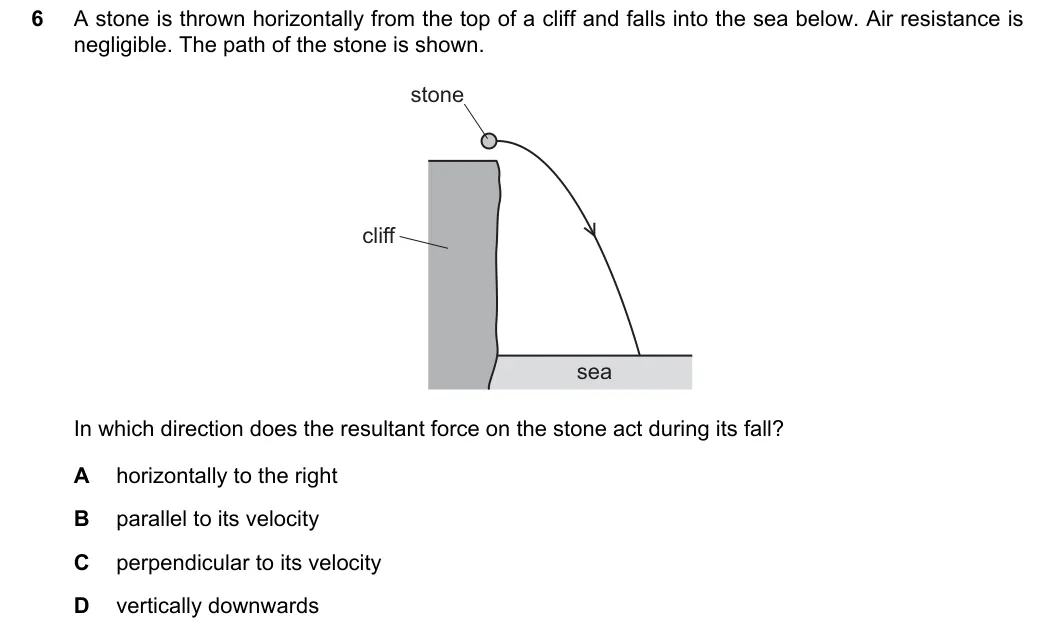 6 A stone is thrown horizontally from the top of a cliff and falls into the sea below. Air resistance is
negligible. The path of the stone is shown.
stone
cliff
sea
In which direction does the resultant force on the stone act during its fall?
A horizontally to the right
B parallel to its velocity
C perpendicular to its velocity
D vertically downwards